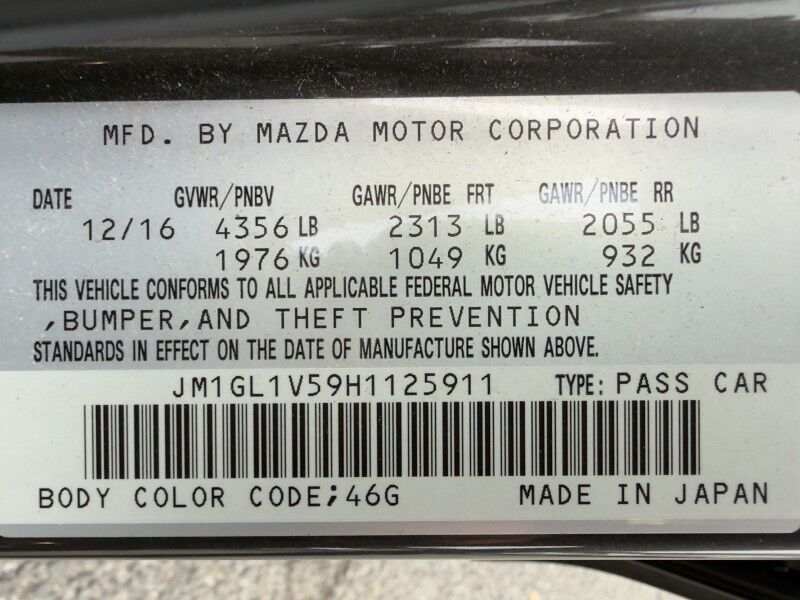 MFD. BY MAZDA MOTOR CORPORATION
DATE GVWR/PNBV GAWR/PNBE FRT GAWR/PNBE RR
12/16 4356 LB 2313 LB 2055 LB
1976 KG 1049 KG 932 KG
THIS VEHICLE CONFORMS TO ALL APPLICABLE FEDERAL MOTOR VEHICLE SAFETY
,BUMPER,AND THEFT PREVENTION
STANDARDS IN EFFECT ON THE DATE OF MANUFACTURE SHOWN ABOVE.
JM1GL1V59H1125911 TYPE: PASS CAR
BODY COLOR CODE;46G MADE IN JAPAN